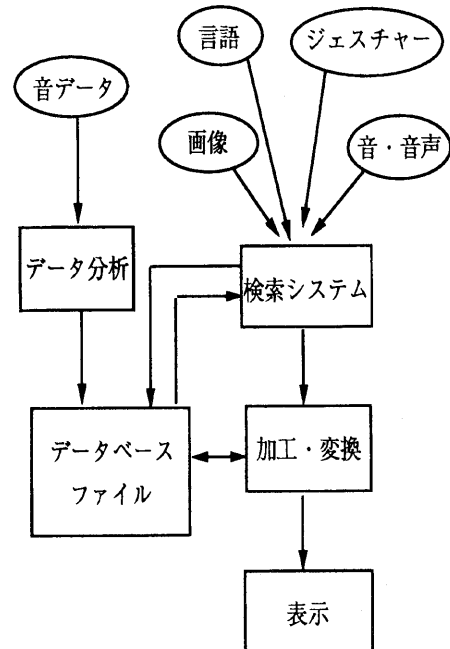 言語
ジェスチャー
音データ
画像
音・音声
データ分析
検索システム
データベース
ファイル
加工・変換
表示